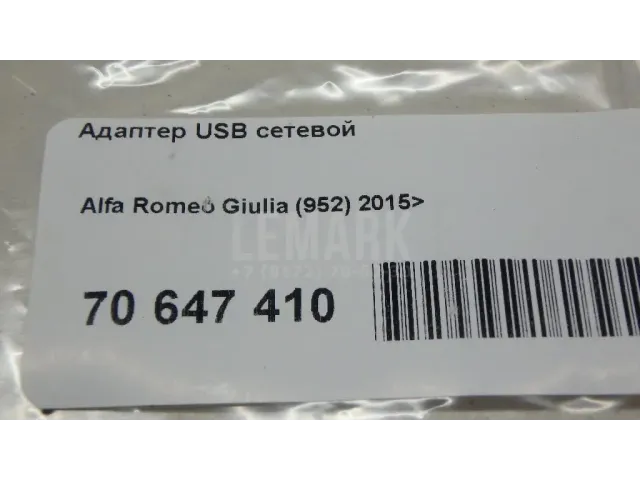 Адаптер USB сетевой
Alfa Romeo Giulia (952) 2015>
LEMARK
70 647 410